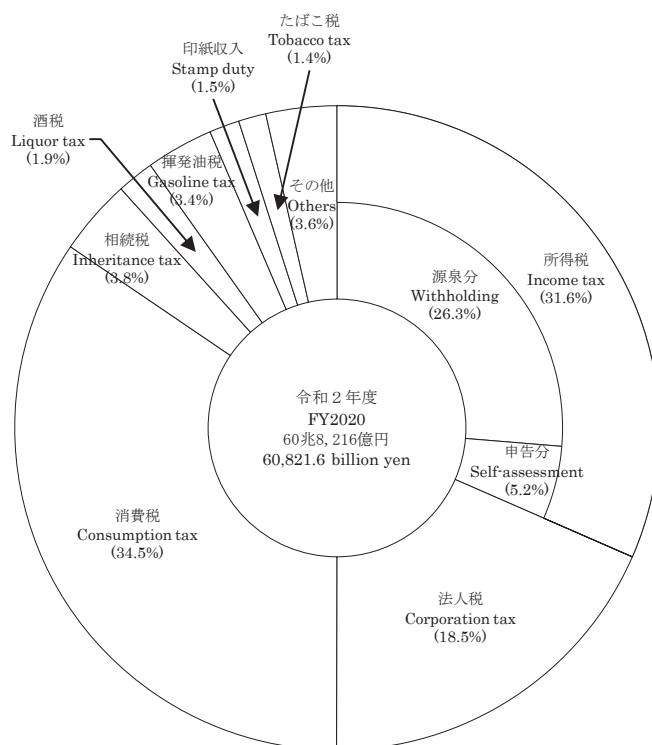 たばこ税
Tobacco tax
(1.4%)
印紙収入
Stamp duty
(1.5%)
酒税
Liquor tax
(1.9%)
揮発油税
Gasoline tax
(3.4%)
その他
Others
(3.6%)
相続税
Inheritance tax
(3.8%)
所得税
Income tax
(31.6%)
源泉分
Withholding
(26.3%)
令和２年度
FY2020
60兆8,216億円
60,821.6 billion yen
申告分
Self-assessment
(5.2%)
消費税
Consumption tax
(34.5%)
法人税
Corporation tax
(18.5%)